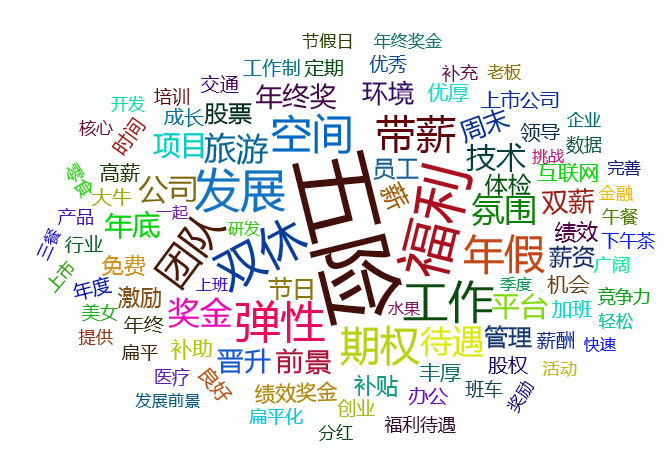 节假日
年终奖金
工作制
定期
优秀
补充
老板
交通
培训
年终奖
环境
优厚
上市公司
开发
成长
股票
核心
时间
项目
旅游
空间
带薪
周末
领导
企业
数据
技术
挑战
互联网
完善
零食
高薪
大牛
公司
发展
五险
福利
员工
薪
体检
双薪
金融
氛围
午餐
产品
一起
年底
研发
三餐
行业
团队
双休
年假
绩效
下午茶
薪资
广阔
上市
免费
上班
年度
激励
节日
季度
机会
竞争力
美女
奖金
弹性
水果
工作
平台
加班
轻松
提供
年终
扁平
补助
晋升
前景
期权
待遇
管理
薪酬
快速
医疗
良好
绩效奖金
补贴
丰厚
股权
活动
发展前景
扁平化
创业
办公
班车
奖励
分红
福利待遇